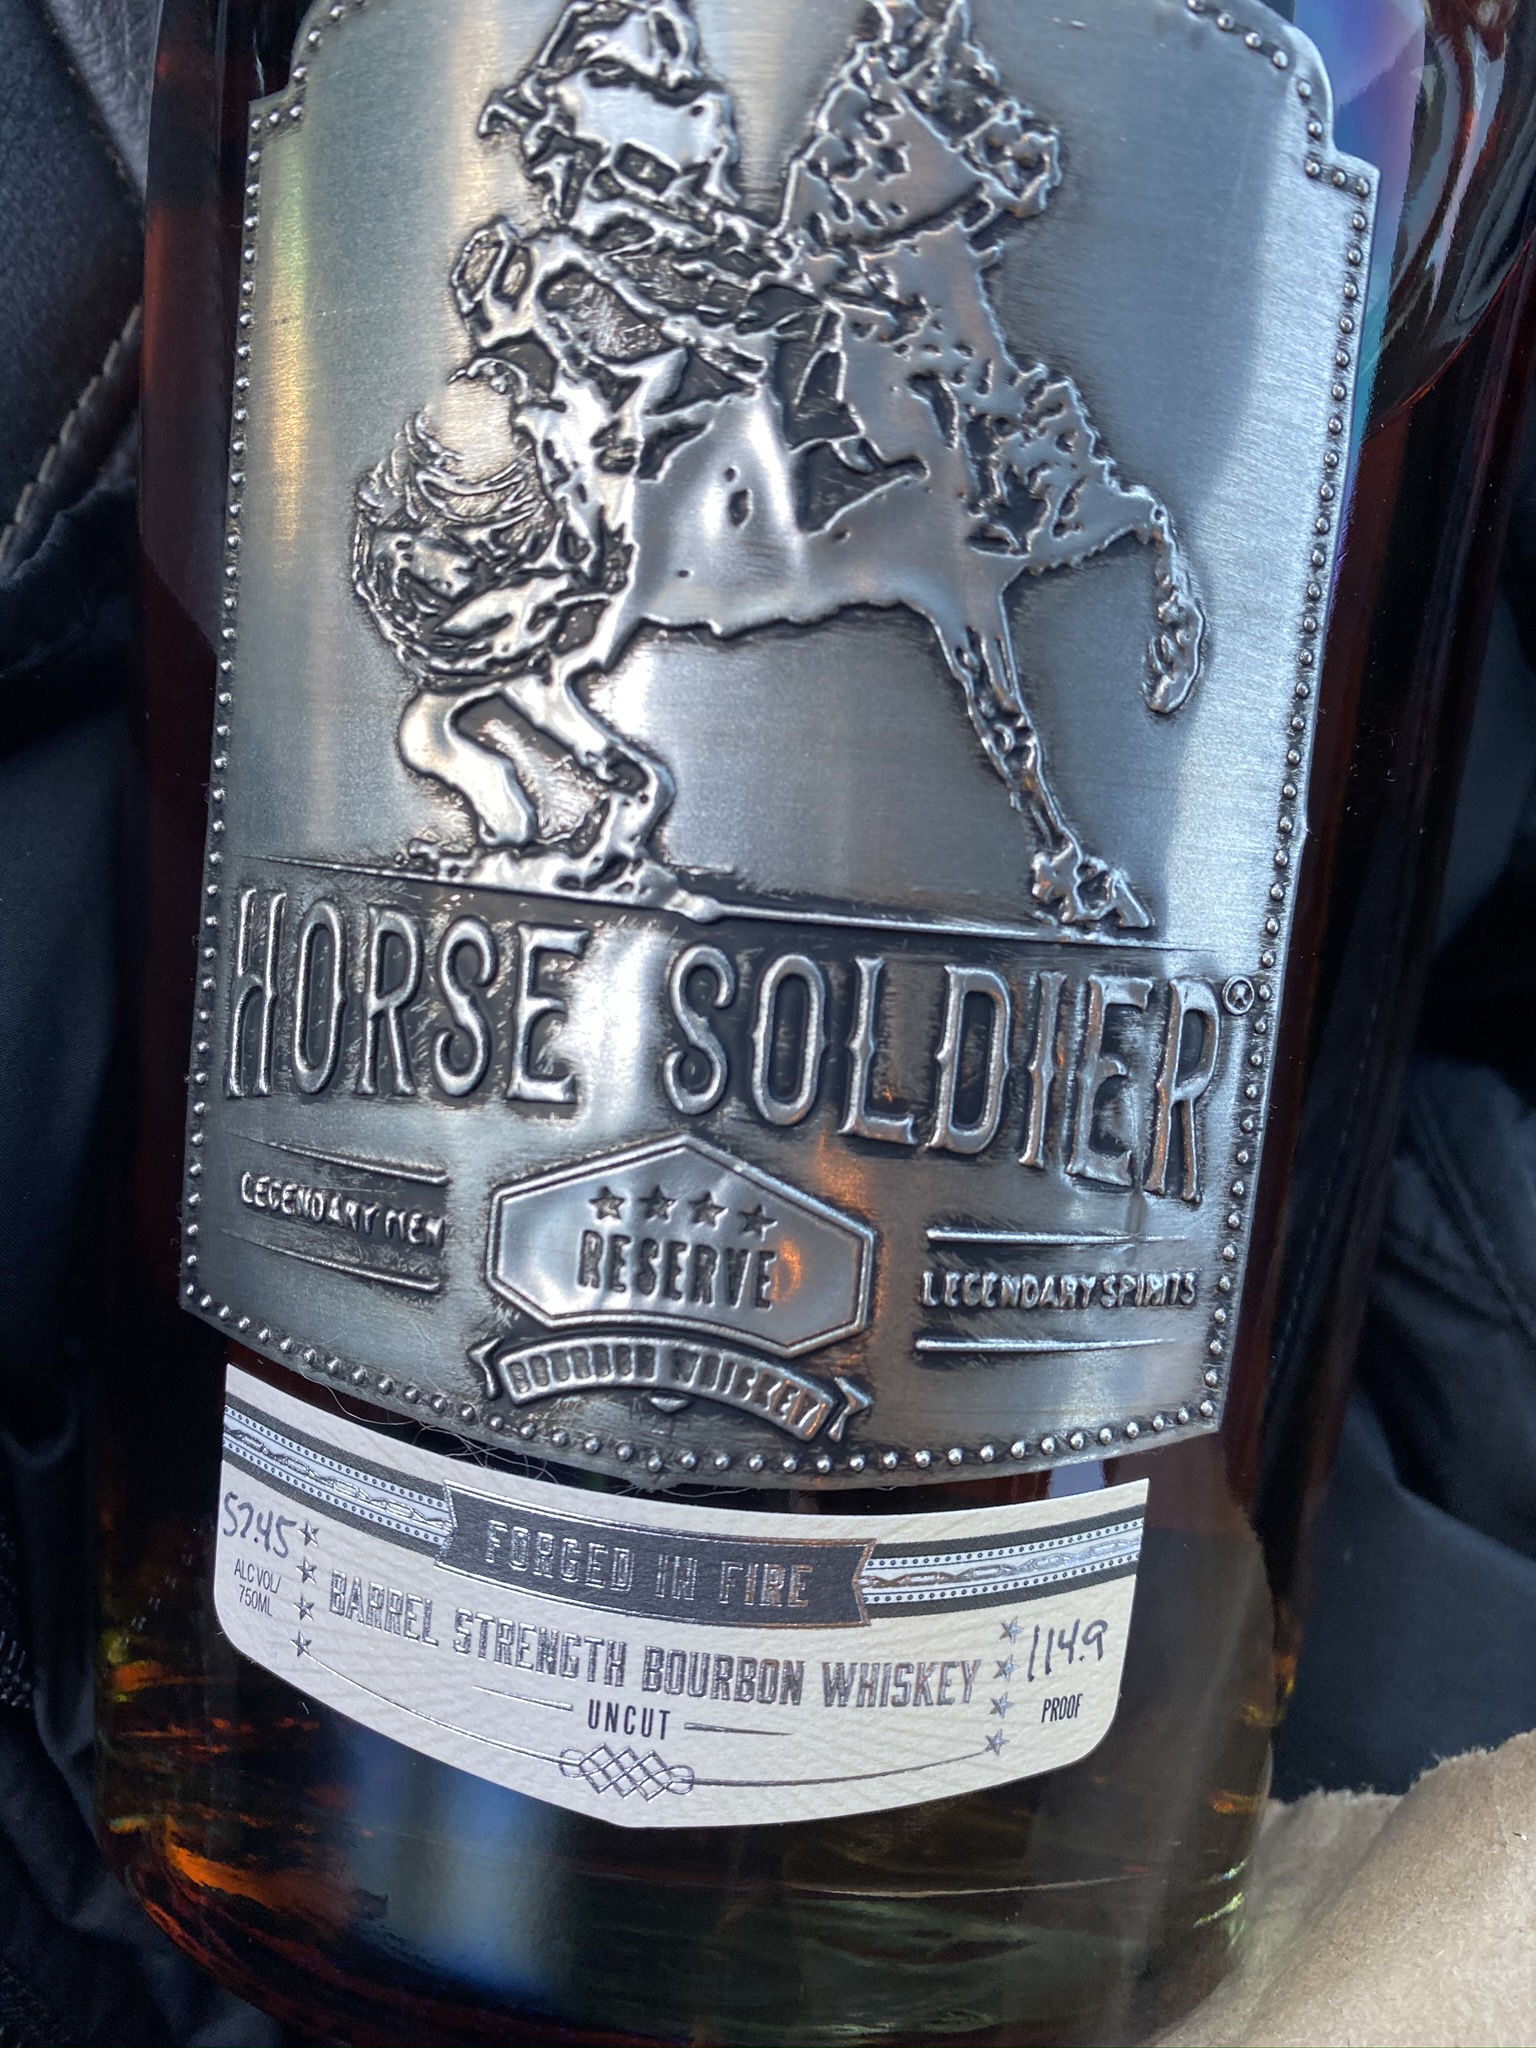 HORSE SOLDIER®
LEGENDARY MEN
RESERVE
LEGENDARY SPIRITS
BOURBON WHISKEY
FORGED IN FIRE
57.45
ALC VOL/
750ML
BARREL STRENGTH BOURBON WHISKEY
UNCUT
114.9
PROOF